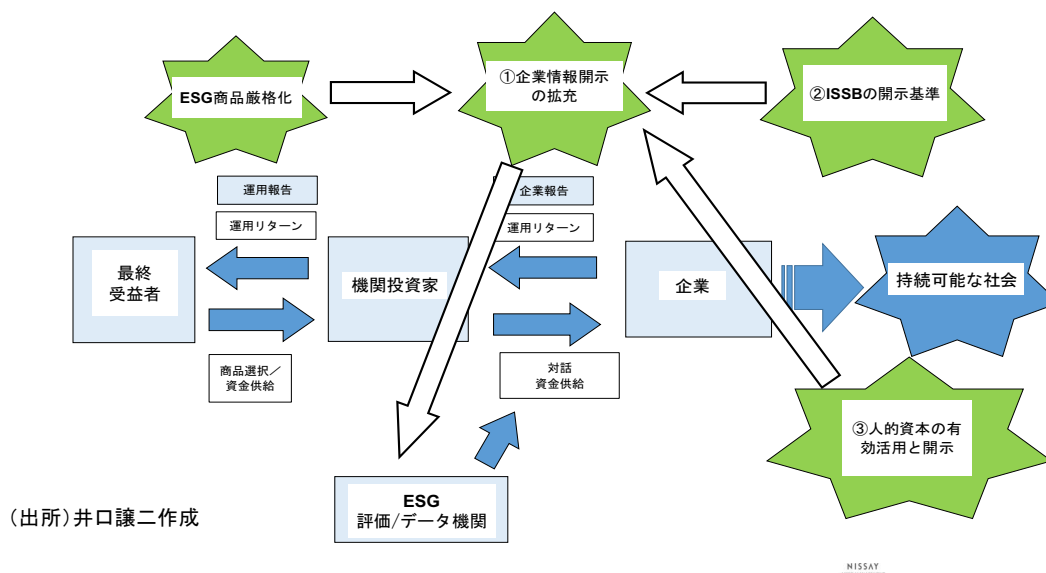 ESG商品厳格化
①企業情報開示
の拡充
②ISSBの開示基準
運用報告
運用リターン
企業報告
運用リターン
最終
受益者
機関投資家
企業
持続可能な社会
商品選択／
資金供給
対話
資金供給
③人的資本の有
効活用と開示
ESG
評価/データ機関
（出所）井口譲二作成
NISSAY